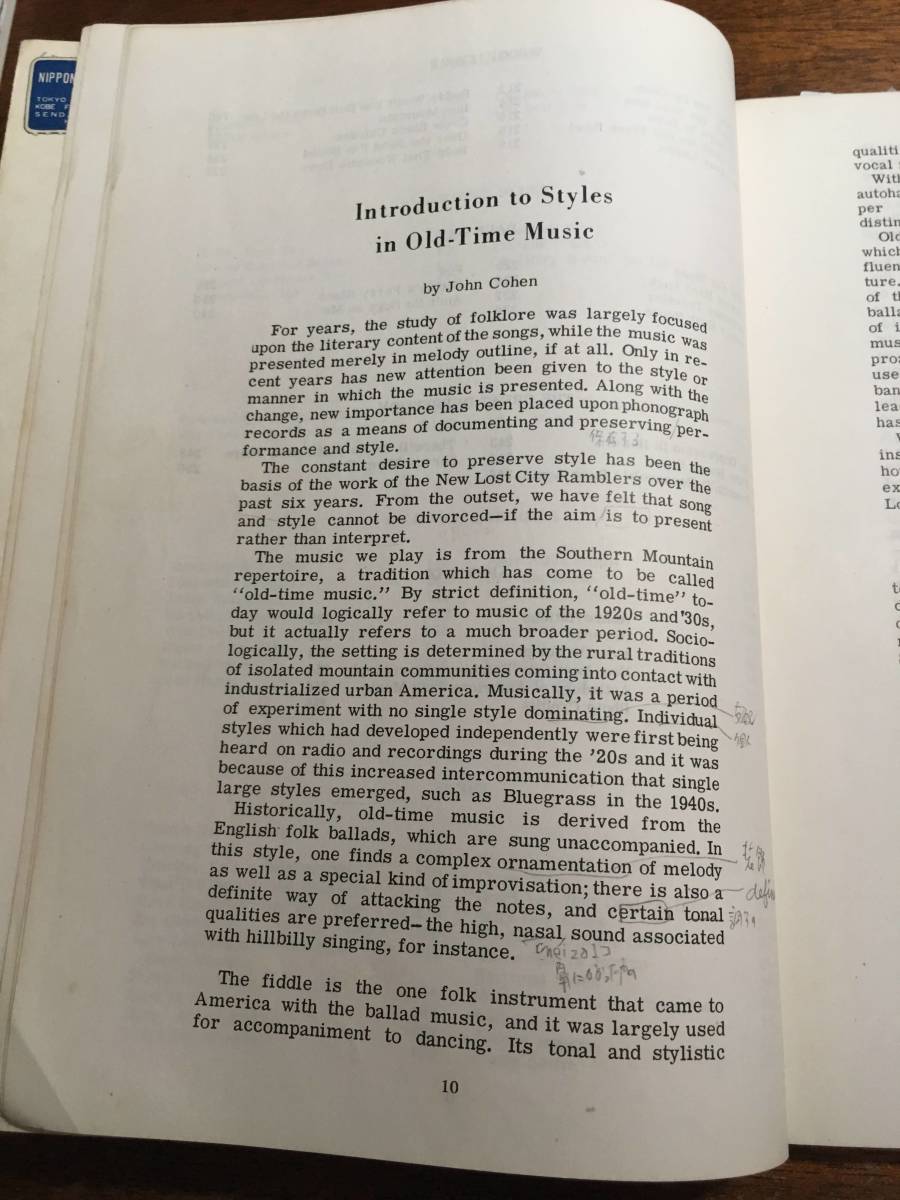 NIPPON
TOKYO
KOBE
SEND
Introduction to Styles
in Old-Time Music
by John Cohen
For years, the study of folklore was largely focused
upon the literary content of the songs, while the music was
presented merely in melody outline, if at all. Only in re-
cent years has new attention been given to the style or
manner in which the music is presented. Along with the
change, new importance has been placed upon phonograph
records as a means of documenting and preserving per-
保存する
formance and style.
The constant desire to preserve style has been the
basis of the work of the New Lost City Ramblers over the
past six years. From the outset, we have felt that song
and style cannot be divorced—if the aim is to present
rather than interpret.
The music we play is from the Southern Mountain
repertoire, a tradition which has come to be called
“old-time music.” By strict definition, “old-time” to-
day would logically refer to music of the 1920s and '30s,
but it actually refers to a much broader period. Socio-
logically, the setting is determined by the rural traditions
of isolated mountain communities coming into contact with
industrialized urban America. Musically, it was a period
of experiment with no single style dominating. Individual
styles which had developed independently were first being
heard on radio and recordings during the '20s and it was
because of this increased intercommunication that single
large styles emerged, such as Bluegrass in the 1940s.
Historically, old-time music is derived from the
English folk ballads, which are sung unaccompanied. In
this style, one finds a complex ornamentation of melody
as well as a special kind of improvisation; there is also a
definite way of attacking the notes, and certain tonal
qualities are preferred—the high, nasal sound associated
with hillbilly singing, for instance.
The fiddle is the one folk instrument that came to
America with the ballad music, and it was largely used
for accompaniment to dancing. Its tonal and stylistic
10
qualiti
vocal
With
autoha
per
distin
Old
which
fluen
ture.
of th
balla
of i
mus
pro
use
ban
lea
has
ins
ho
ex
Lo